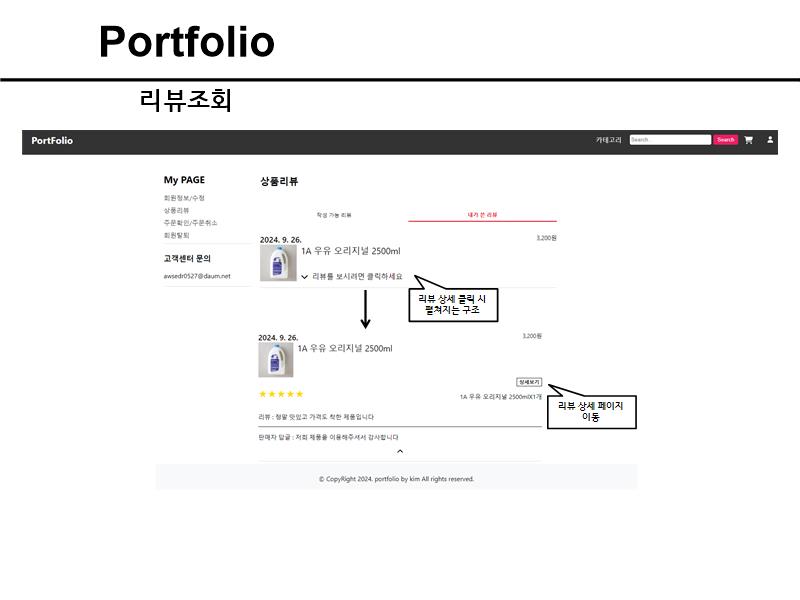 Portfolio
리뷰조회
PortFolio
카테고리
Search..
Search
My PAGE
회원정보/수정
상품리뷰
주문확인/주문취소
회원탈퇴
고객센터 문의
awsedr0527@daum.net
상품리뷰
작성 가능 리뷰
내가 쓴 리뷰
2024. 9. 26.
3,200원
1A 우유 오리지널 2500ml
리뷰를 보시려면 클릭하세요
리뷰 상세 클릭 시
펼쳐지는 구조
2024. 9. 26.
3,200원
1A 우유 오리지널 2500ml
상세보기
1A 우유 오리지널 2500mlX1개
리뷰 상세 페이지
이동
리뷰 : 정말 맛있고 가격도 착한 제품입니다
판매자 답글 : 저희 제품을 이용해주셔서 감사합니다
© CopyRight 2024. portfolio by kim All rights reserved.